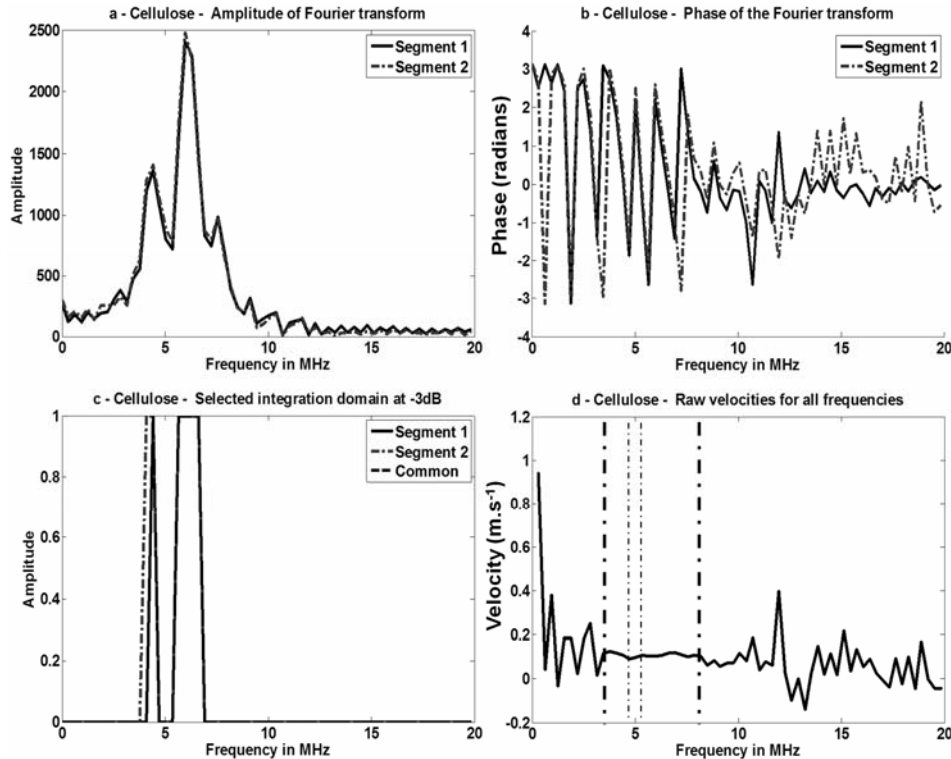 a - Cellulose - Amplitude of Fourier transform
2500
2000
1500
1000
500
0
Amplitude
Segment 1
Segment 2
0 5 10 15 20
Frequency in MHz
b - Cellulose - Phase of the Fourier transform
4
3
2
1
0
-1
-2
-3
-4
Phase (radians)
Segment 1
Segment 2
0 5 10 15 20
Frequency in MHz
c - Cellulose - Selected integration domain at -3dB
1
0.8
0.6
0.4
0.2
0
Amplitude
Segment 1
Segment 2
Common
0 5 10 15 20
Frequency in MHz
d - Cellulose - Raw velocities for all frequencies
1.2
1
0.8
0.6
0.4
0.2
0
-0.2
Velocity (m.s⁻¹)
0 5 10 15 20
Frequency in MHz